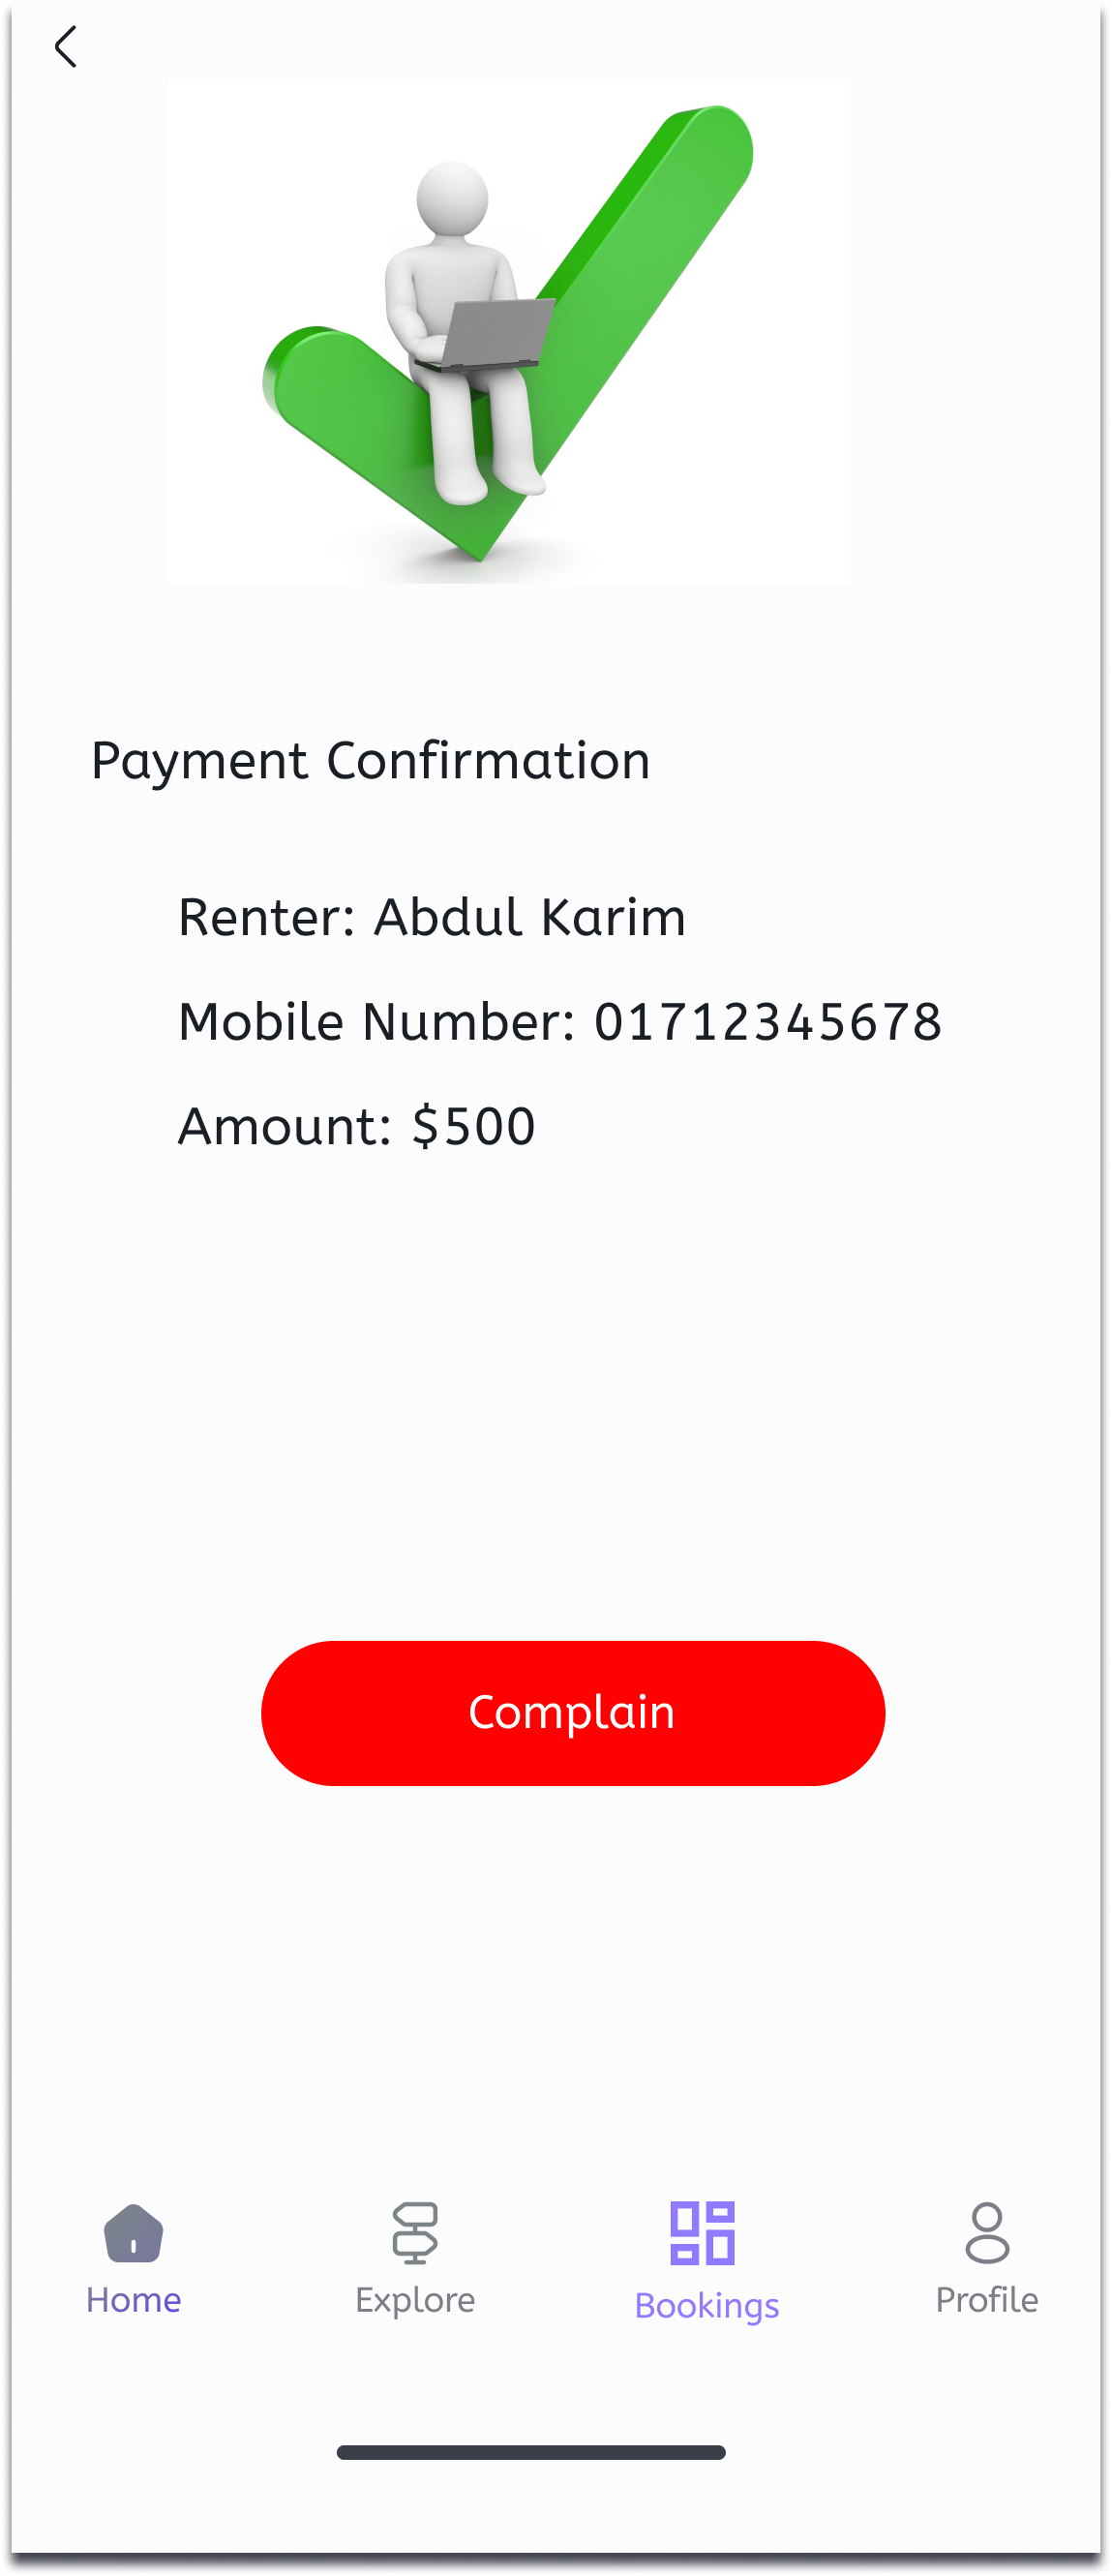 Payment Confirmation
Renter: Abdul Karim
Mobile Number: 01712345678
Amount: $500
Complain
Home
Explore
Bookings
Profile